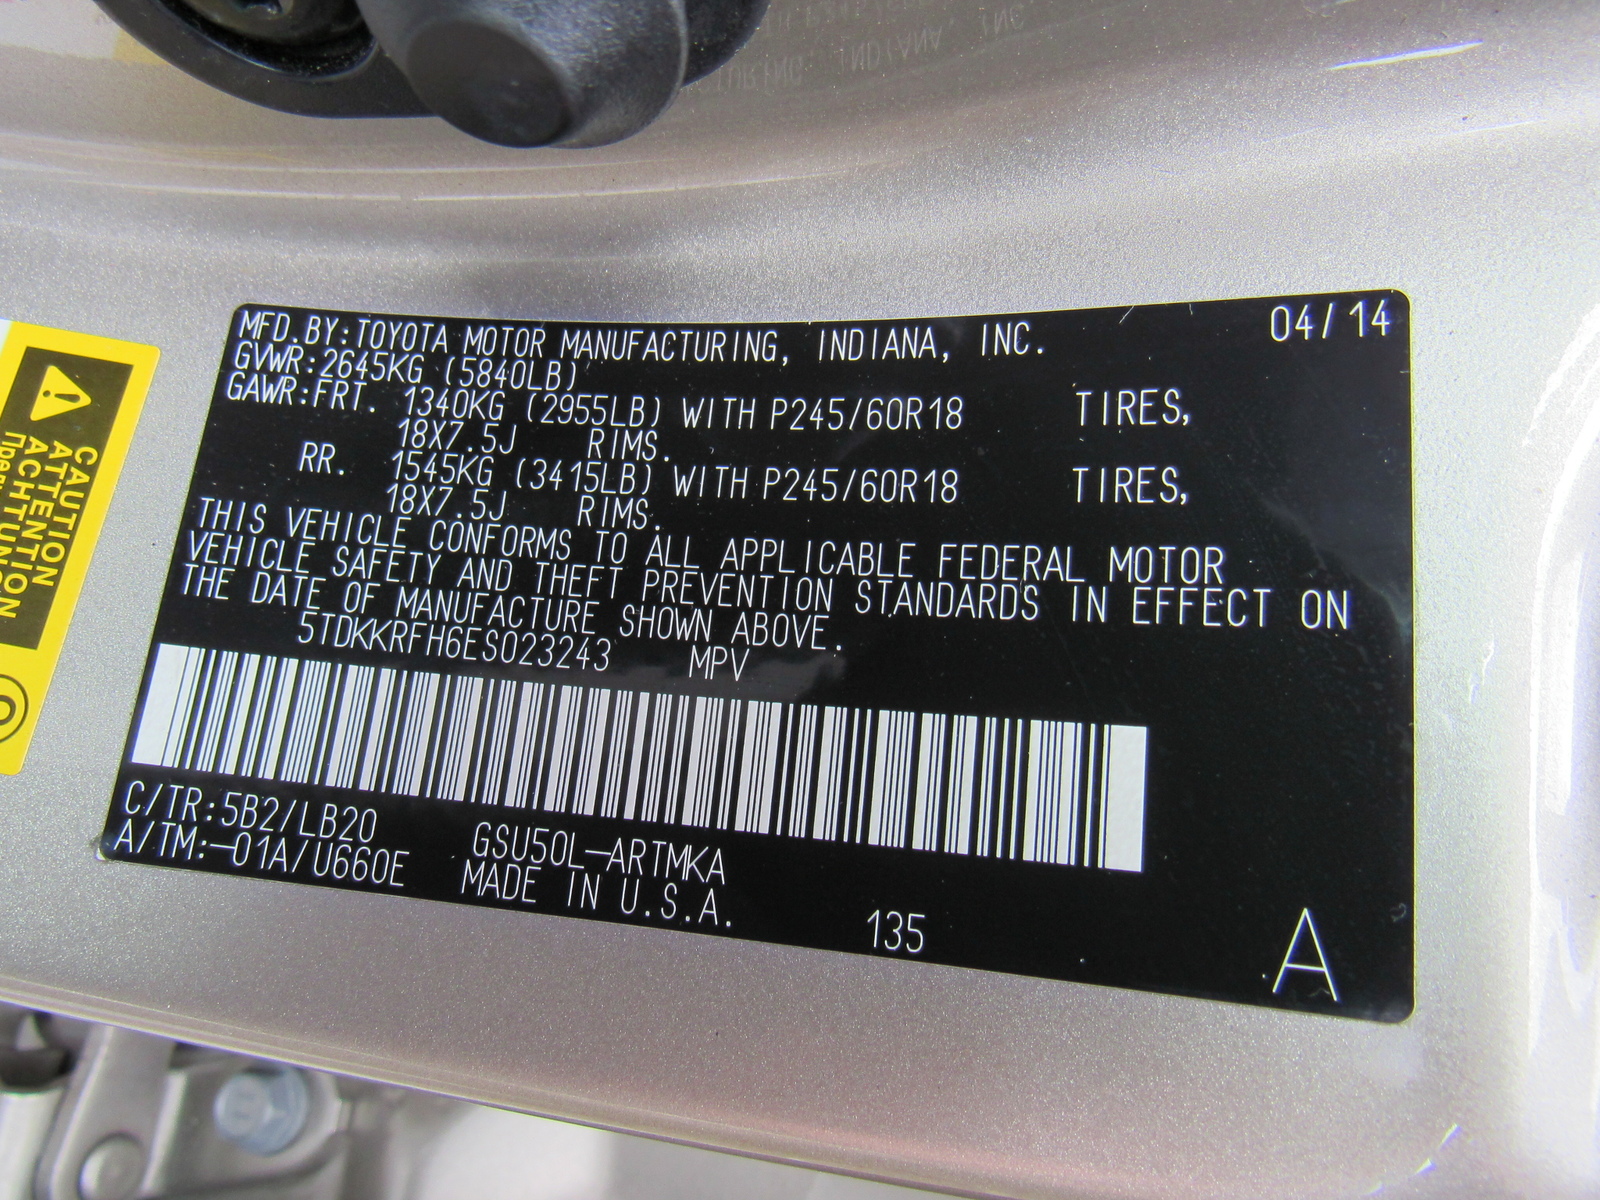 MFD.BY:TOYOTA MOTOR MANUFACTURING, INDIANA, INC. 04/14
GVWR:2645KG (5840LB)
GAWR:FRT. 1340KG (2955LB) WITH P245/60R18 TIRES,
18X7.5J RIMS.
RR. 1545KG (3415LB) WITH P245/60R18 TIRES,
18X7.5J RIMS.
THIS VEHICLE CONFORMS TO ALL APPLICABLE FEDERAL MOTOR
VEHICLE SAFETY AND THEFT PREVENTION STANDARDS IN EFFECT ON
THE DATE OF MANUFACTURE SHOWN ABOVE.
5TDKKRFH6ES023243 MPV
C/TR:5B2/LB20 GSU50L-ARTMKA
A/TM:-01A/U660E MADE IN U.S.A. 135 A
CAUTION
ATTENTION
ACHTUNG